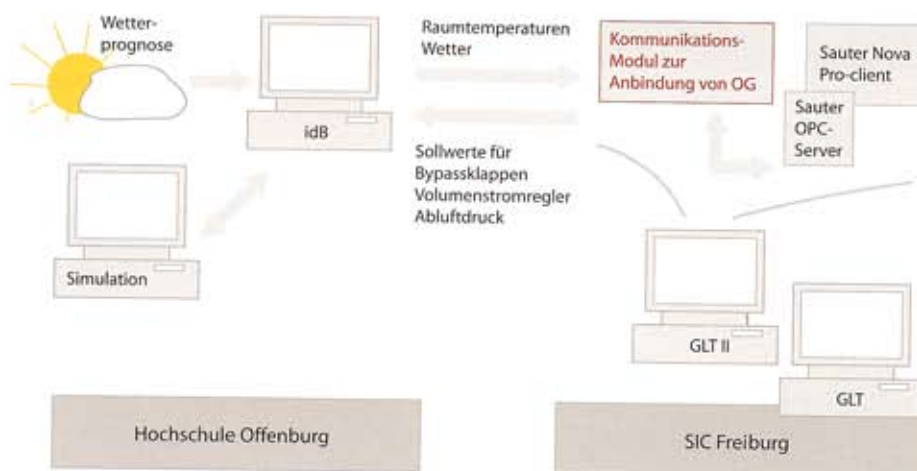 Wetter-
prognose
idB
Simulation
Raumtemperaturen
Wetter
Sollwerte für
Bypassklappen
Volumenstromregler
Abluftdruck
Kommunikations-
Modul zur
Anbindung von OG
Sauter Nova
Pro-client
Sauter
OPC-
Server
GLT II
GLT
Hochschule Offenburg
SIC Freiburg